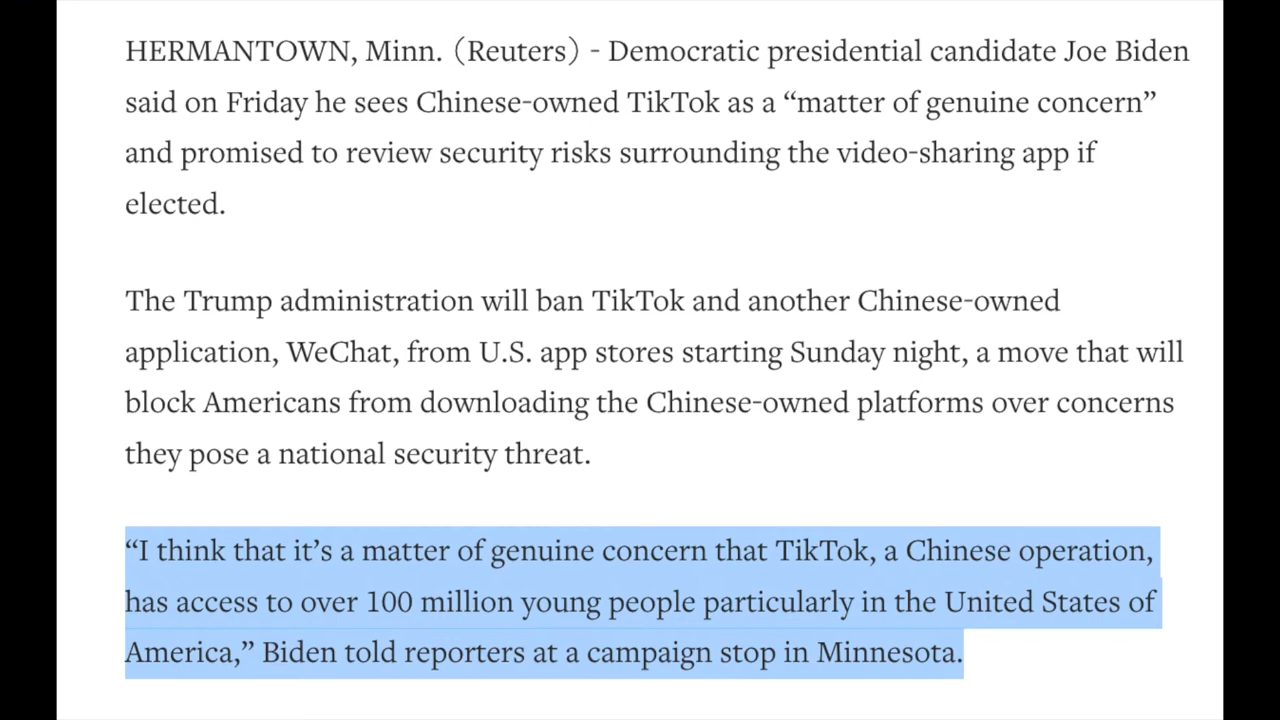 HERMANTOWN, Minn. (Reuters) - Democratic presidential candidate Joe Biden
said on Friday he sees Chinese-owned TikTok as a “matter of genuine concern”
and promised to review security risks surrounding the video-sharing app if
elected.
The Trump administration will ban TikTok and another Chinese-owned
application, WeChat, from U.S. app stores starting Sunday night, a move that will
block Americans from downloading the Chinese-owned platforms over concerns
they pose a national security threat.
“I think that it’s a matter of genuine concern that TikTok, a Chinese operation,
has access to over 100 million young people particularly in the United States of
America,” Biden told reporters at a campaign stop in Minnesota.